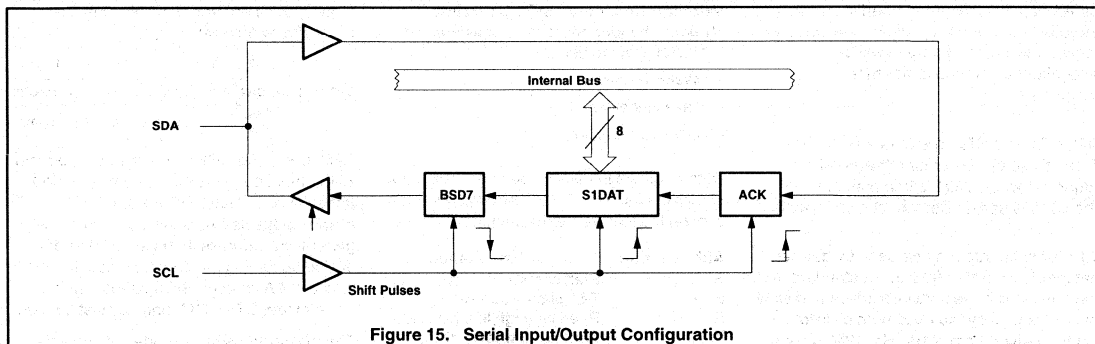 Internal Bus
SDA
8
BSD7
S1DAT
ACK
SCL
Shift Pulses
Figure 15. Serial Input/Output Configuration